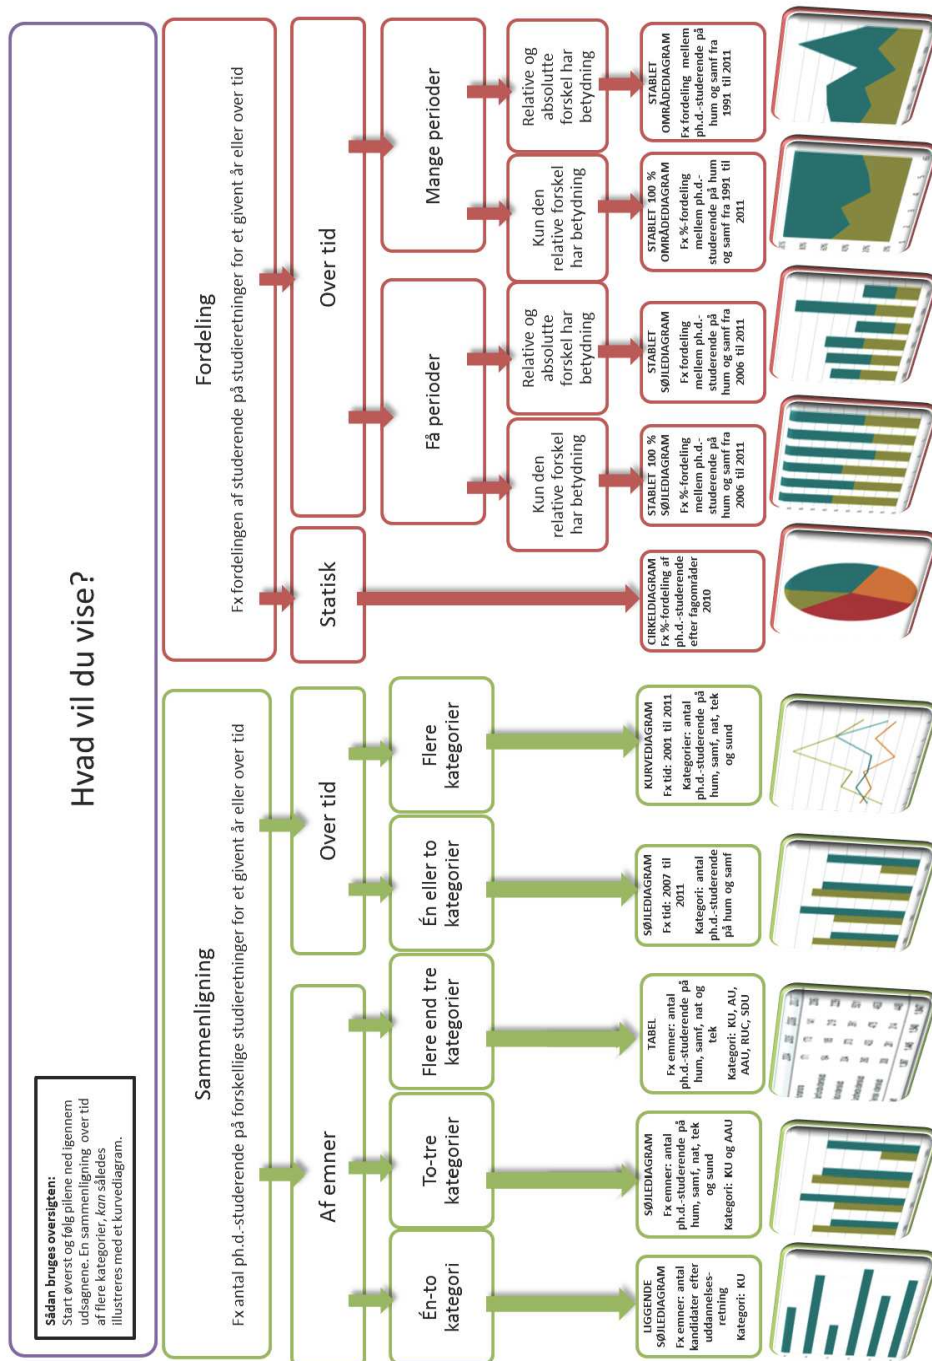 Hvad vil du vise?
Sådan bruges oversigten:
Start øverst og følg pilene ned igennem
udsagnene. En sammenligning over tid
af flere kategorier, kan således
illustreres med et kurvediagram.
Sammenligning
Fx antal ph.d.-studerende på forskellige studieretninger for et givent år eller over tid
Af emner
Over tid
Én-to
kategori
To-tre
kategorier
Flere end tre
kategorier
Én eller to
kategorier
Flere
kategorier
LIGGENDE
SØJLEDIAGRAM
Fx emner: antal
kandidater efter
uddannelses-
retning
Kategori: KU
SØJLEDIAGRAM
Fx emner: antal
ph.d.-studerende på
hum, samf, nat, tek
og sund
Kategori: KU og AAU
TABEL
Fx emner: antal
ph.d.-studerende på
hum, samf, nat og
tek
Kategori: KU, AU,
AAU, RUC, SDU
SØJLEDIAGRAM
Fx tid: 2007 til
2011
Kategori: antal
ph.d.-studerende
på hum og samf
KURVEDIAGRAM
Fx tid: 2001 til 2011
Kategorier: antal
ph.d.-studerende på
hum, samf, nat, tek
og sund
Fordeling
Fx fordelingen af studerende på studieretninger for et givent år eller over tid
Statisk
Over tid
Få perioder
Mange perioder
Kun den
relative forskel
har betydning
Relative og
absolutte
forskel har
betydning
Kun den
relative forskel
har betydning
Relative og
absolutte
forskel har
betydning
CIRKELDIAGRAM
Fx %-fordeling af
ph.d.-studerende
efter fagområder
2010
STABLET 100 %
SØJLEDIAGRAM
Fx %-fordeling
mellem ph.d.-
studerende på
hum og samf fra
2006 til 2011
STABLET
SØJLEDIAGRAM
Fx fordeling
mellem ph.d.-
studerende på
hum og samf fra
2006 til 2011
STABLET 100 %
OMRÅDEDIAGRAM
Fx %-fordeling
mellem ph.d.-
studerende på hum
og samf fra 1991 til
2011
STABLET
OMRÅDEDIAGRAM
Fx fordeling mellem
ph.d.-studerende på
hum og samf fra
1991 til 2011